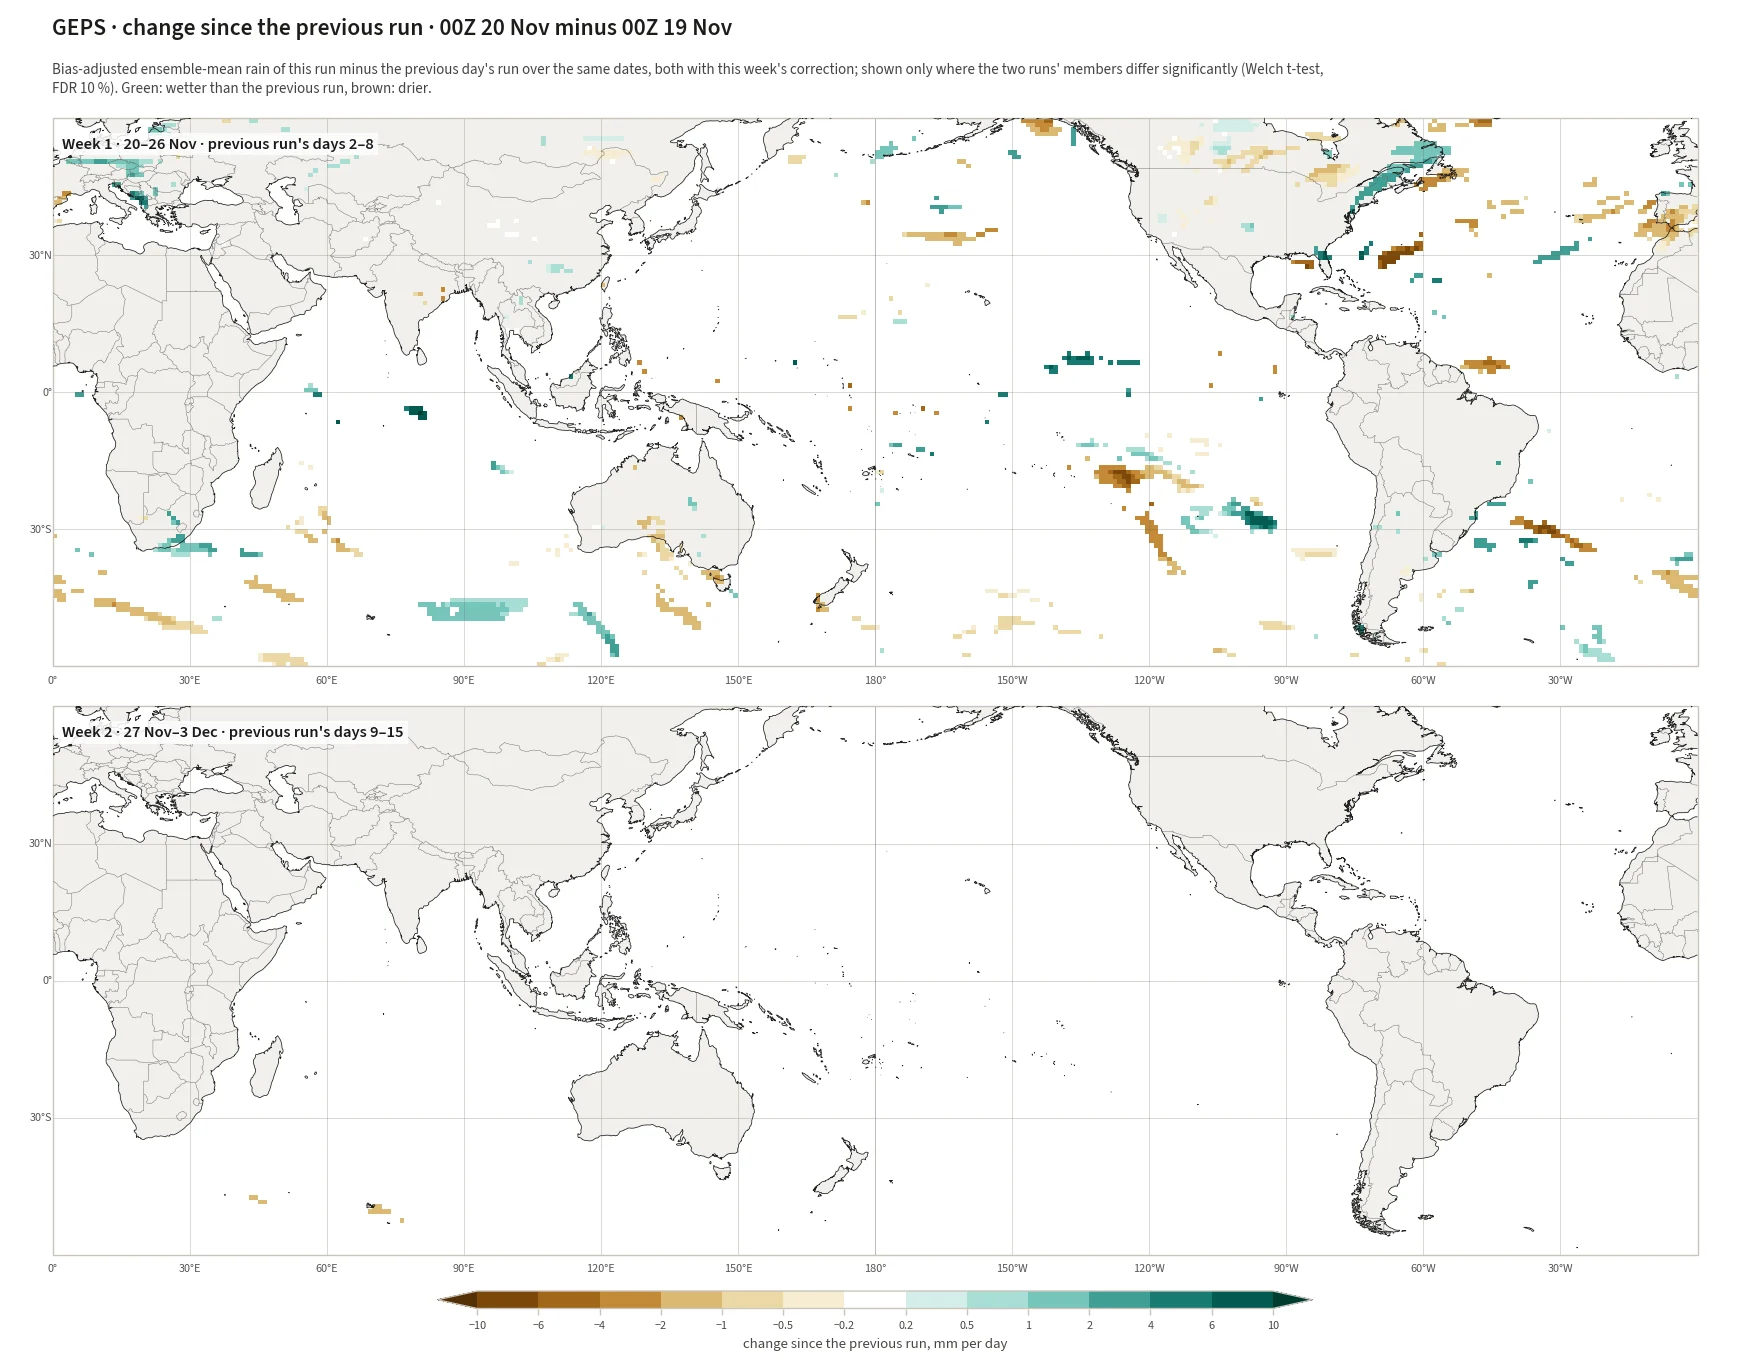 GEPS · change since the previous run · 00Z 20 Nov minus 00Z 19 Nov
Bias-adjusted ensemble-mean rain of this run minus the previous day's run over the same dates, both with this week's correction; shown only where the two runs' members differ significantly (Welch t-test,
FDR 10 %). Green: wetter than the previous run, brown: drier.
Week 1 · 20–26 Nov · previous run's days 2–8
30°N
0°
30°S
0° 30°E 60°E 90°E 120°E 150°E 180° 150°W 120°W 90°W 60°W 30°W
Week 2 · 27 Nov–3 Dec · previous run's days 9–15
30°N
0°
30°S
0° 30°E 60°E 90°E 120°E 150°E 180° 150°W 120°W 90°W 60°W 30°W
−10 −6 −4 −2 −1 −0.5 −0.2 0.2 0.5 1 2 4 6 10
change since the previous run, mm per day